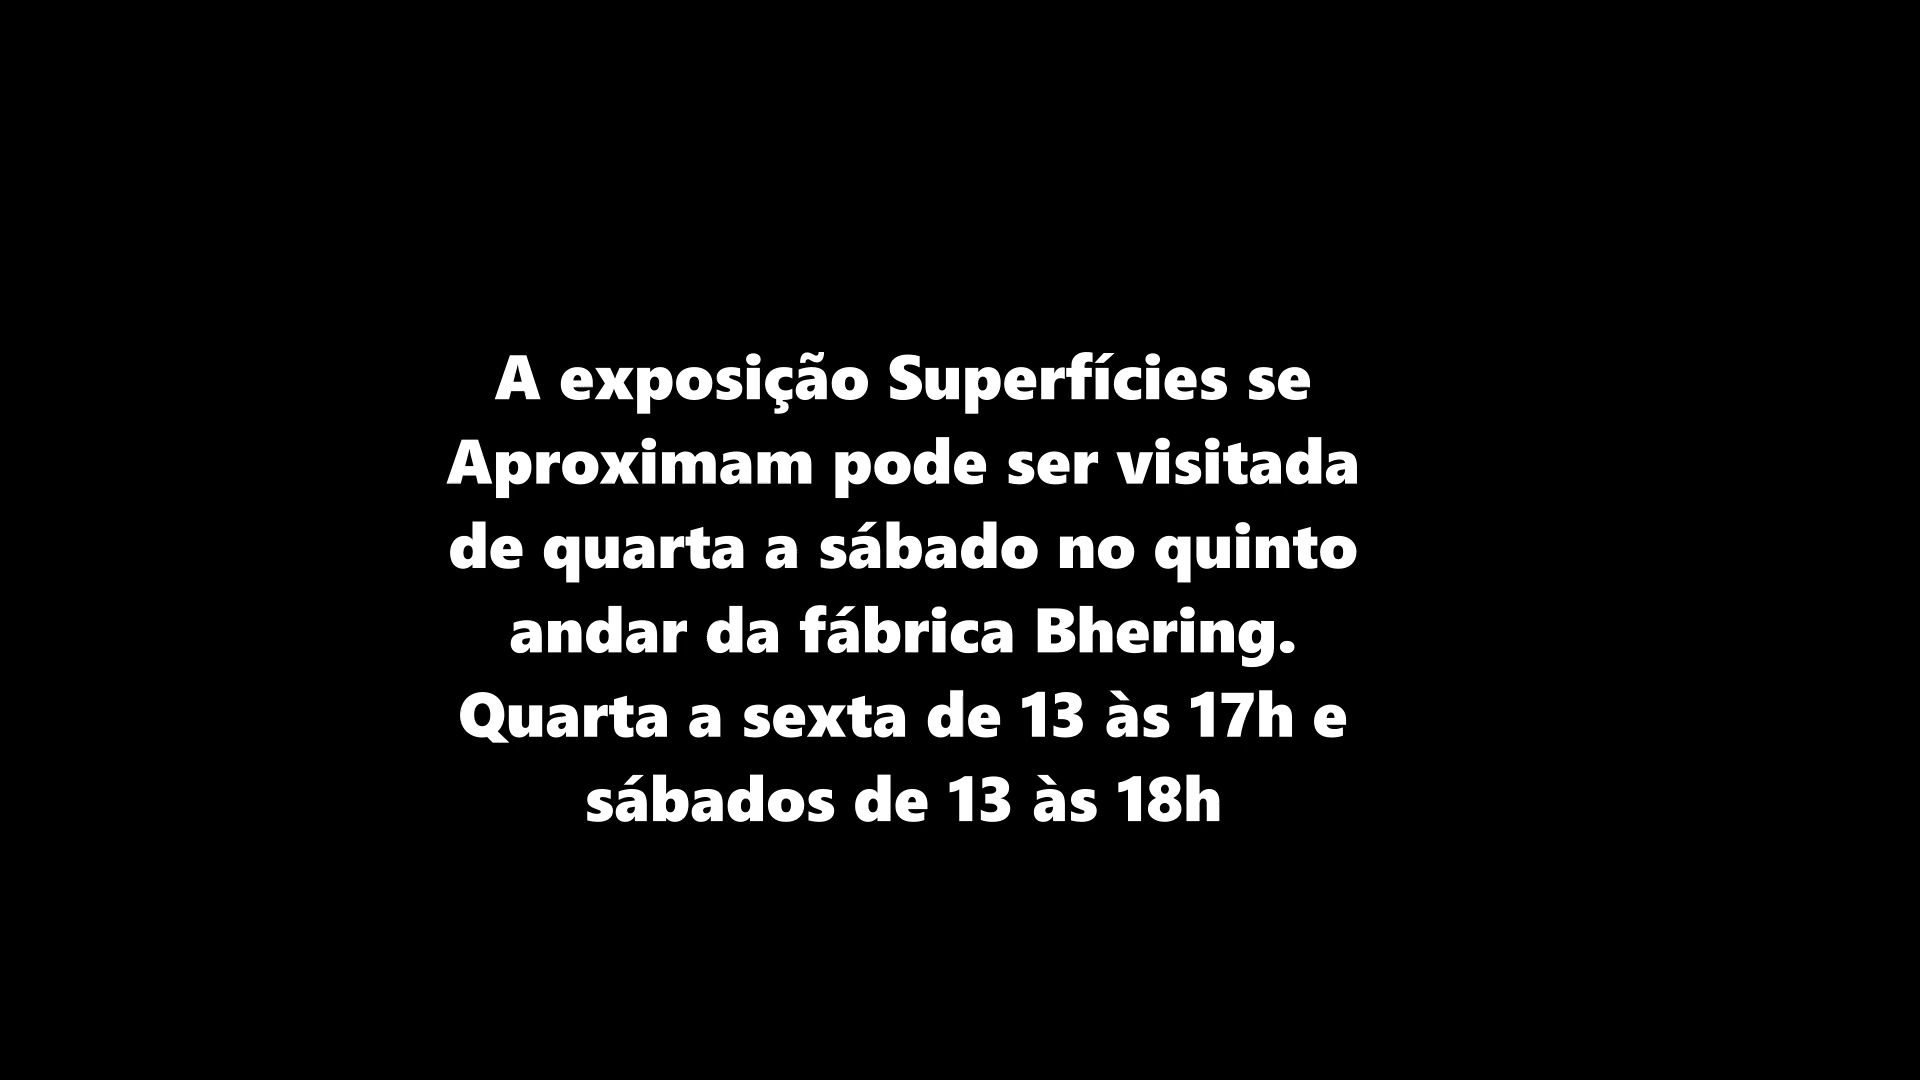 A exposição Superfícies se
Aproximam pode ser visitada
de quarta a sábado no quinto
andar da fábrica Bhering.
Quarta a sexta de 13 às 17h e
sábados de 13 às 18h